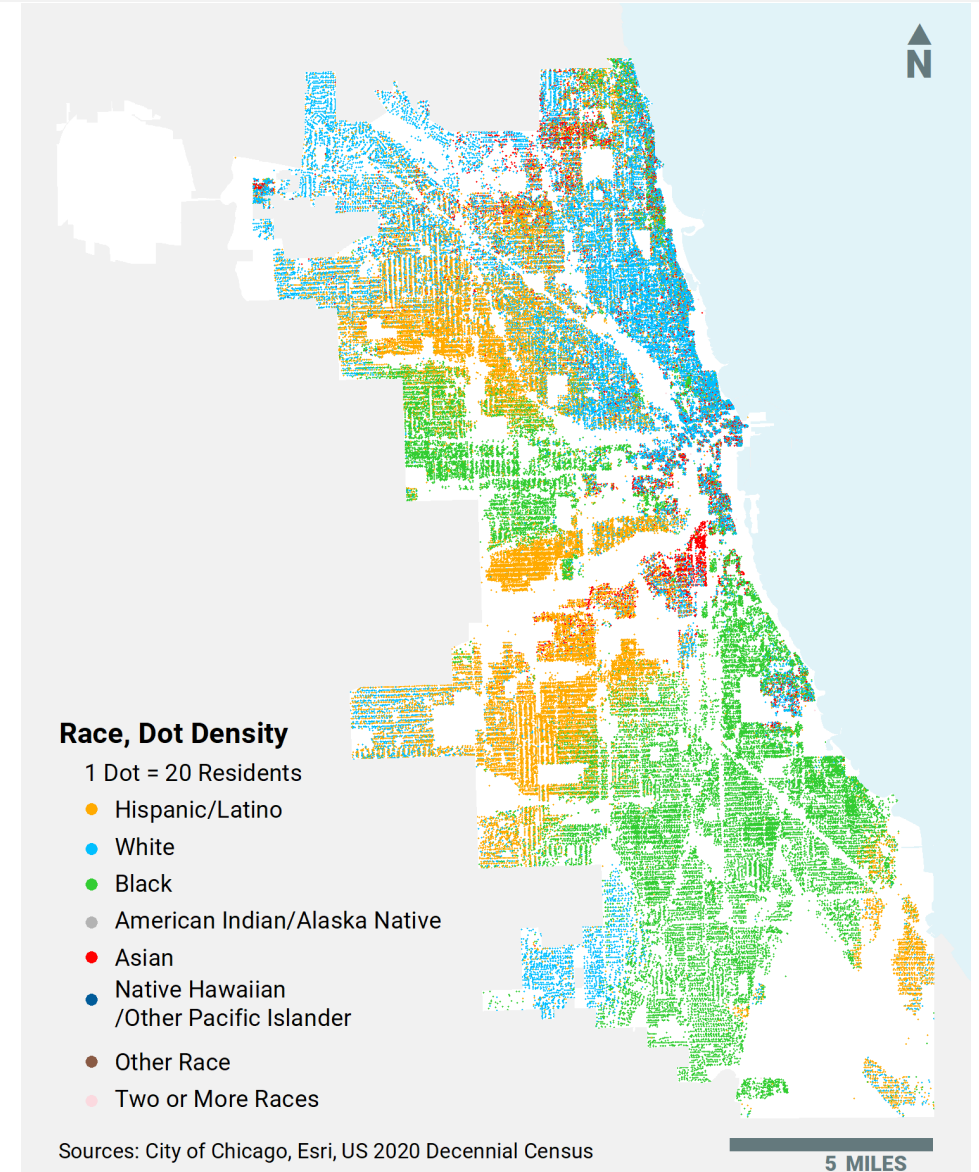 N
Race, Dot Density
1 Dot = 20 Residents
Hispanic/Latino
White
Black
American Indian/Alaska Native
Asian
Native Hawaiian
/Other Pacific Islander
Other Race
Two or More Races
Sources: City of Chicago, Esri, US 2020 Decennial Census
5 MILES